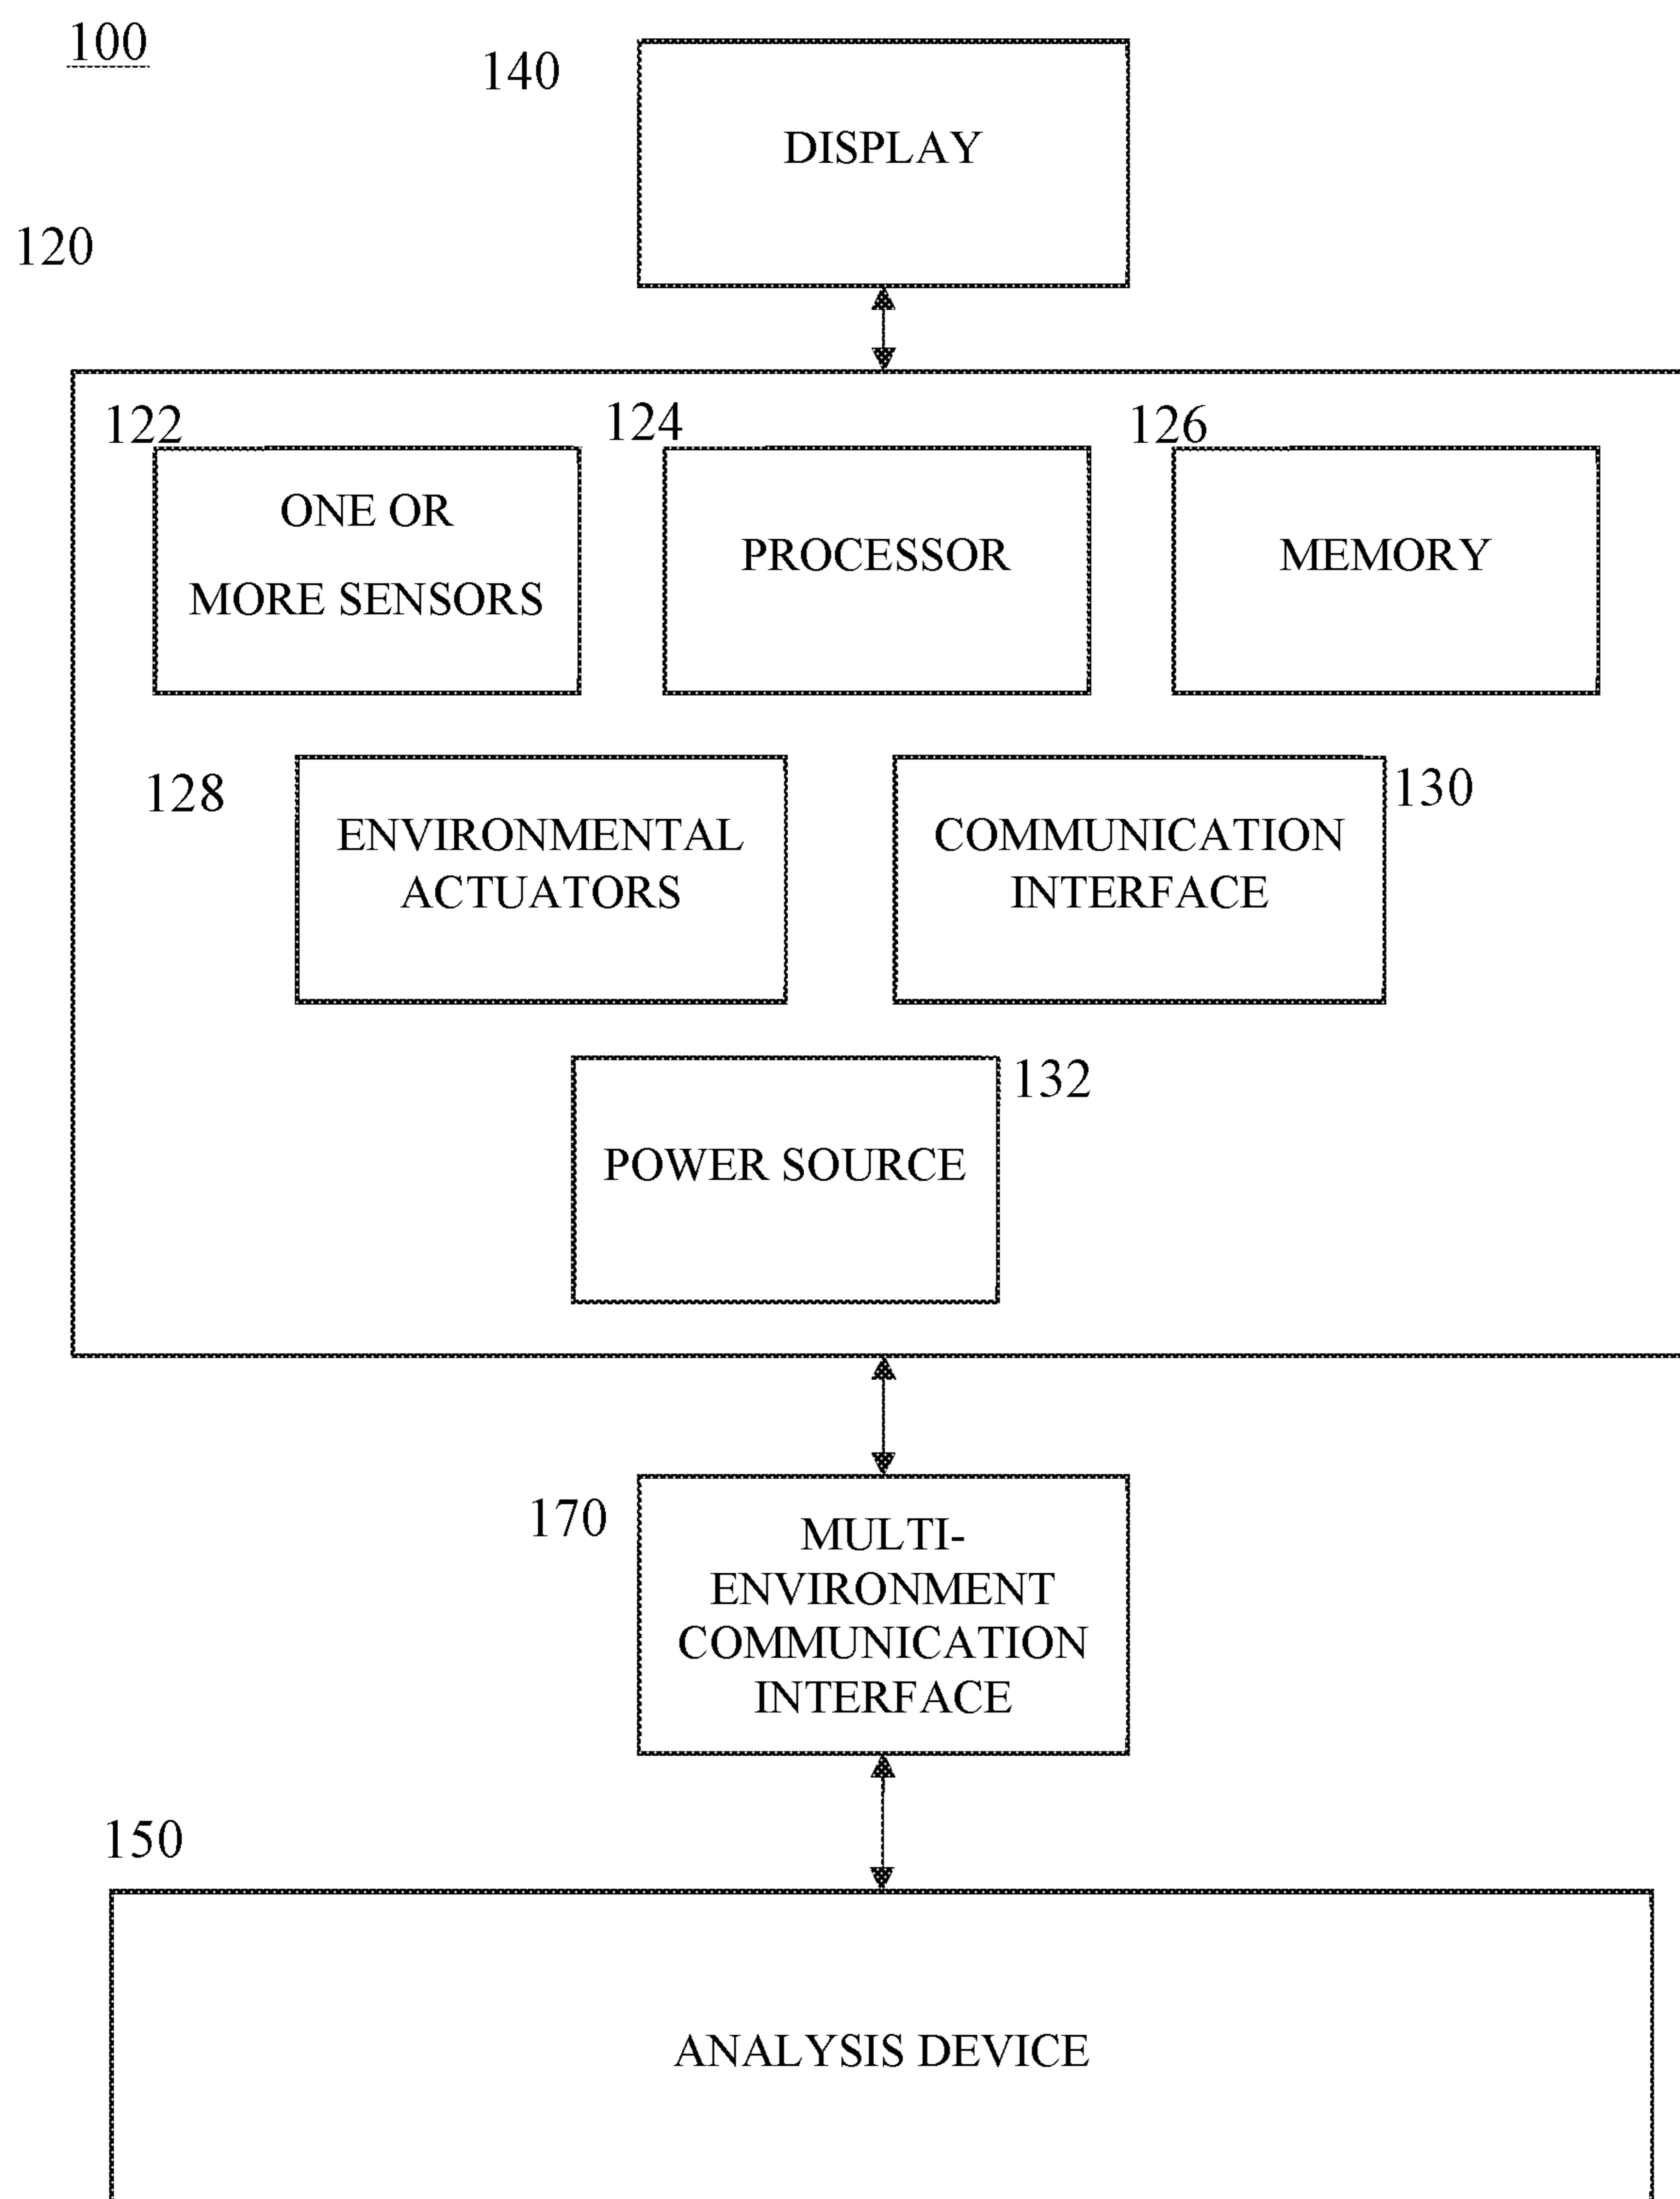 100
140
DISPLAY
120
122
124
126
ONE OR
MORE SENSORS
PROCESSOR
MEMORY
128
ENVIRONMENTAL
ACTUATORS
COMMUNICATION
INTERFACE
130
POWER SOURCE
132
170
MULTI-
ENVIRONMENT
COMMUNICATION
INTERFACE
150
ANALYSIS DEVICE